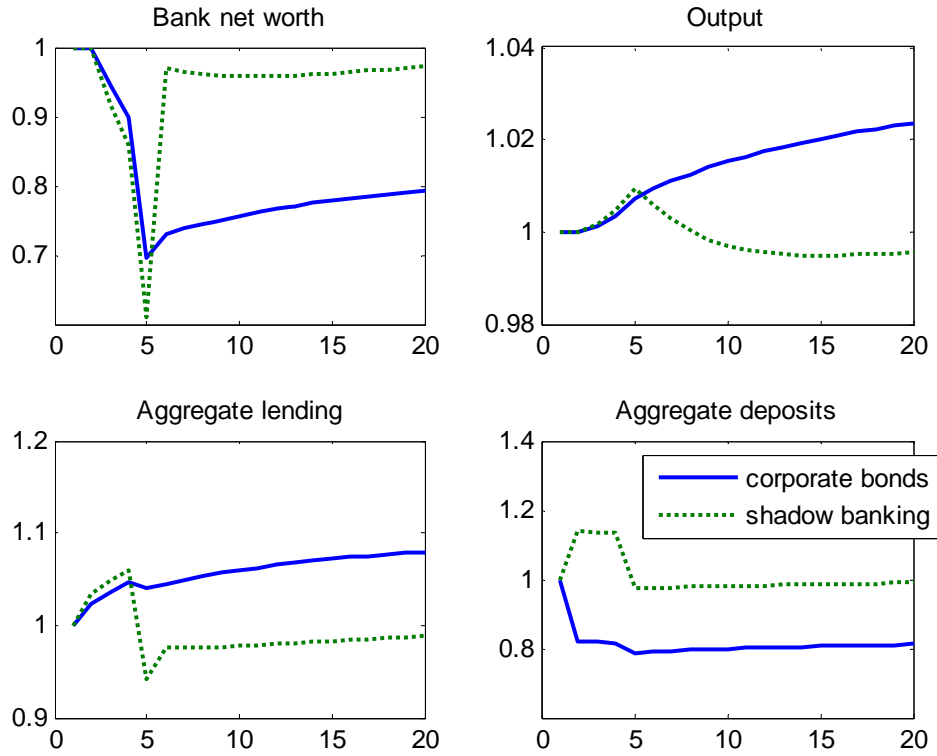 Bank net worth
1
0.9
0.8
0.7
0 5 10 15 20
Output
1.04
1.02
1
0.98
0 5 10 15 20
Aggregate lending
1.2
1.1
1
0.9
0 5 10 15 20
Aggregate deposits
1.4
1.2
1
0.8
0 5 10 15 20
corporate bonds
shadow banking